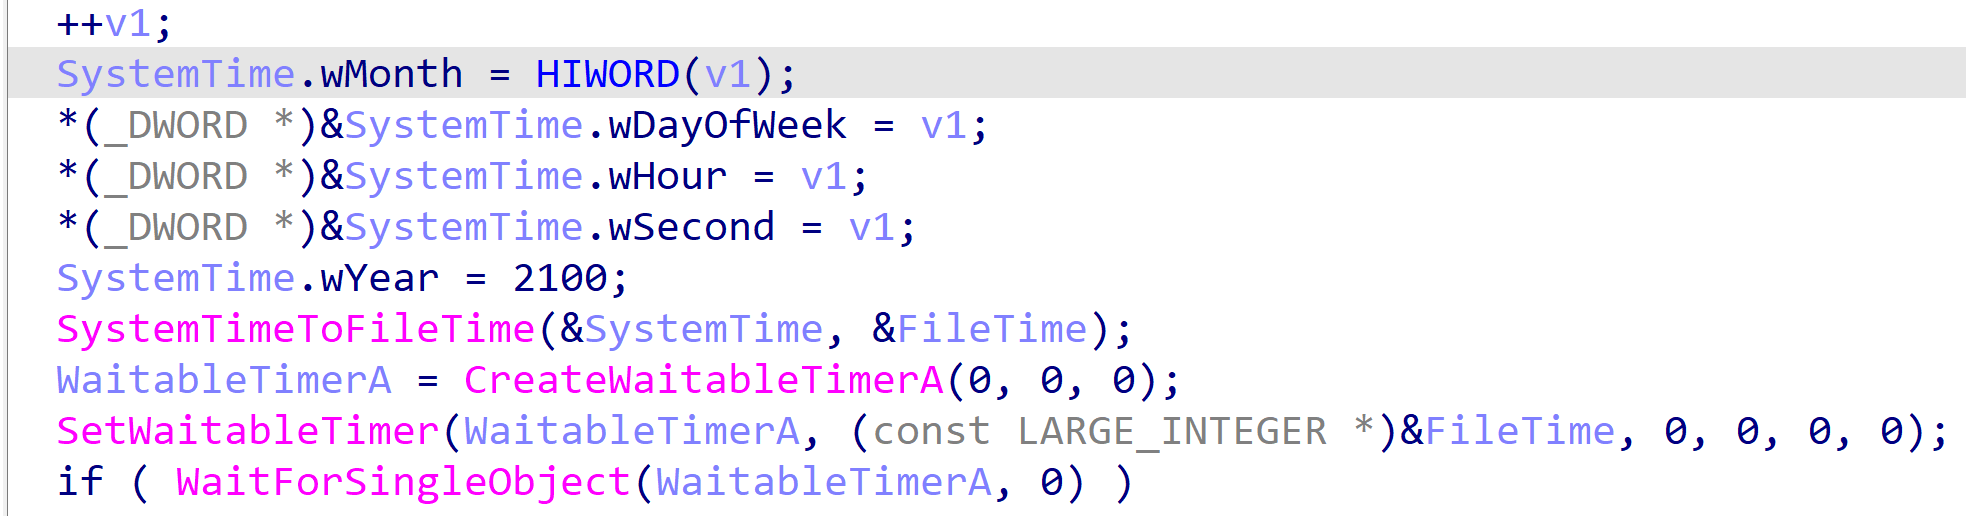 ++v1;
SystemTime.wMonth = HIWORD(v1);
*(_DWORD *)&SystemTime.wDayOfWeek = v1;
*(_DWORD *)&SystemTime.wHour = v1;
*(_DWORD *)&SystemTime.wSecond = v1;
SystemTime.wYear = 2100;
SystemTimeToFileTime(&SystemTime, &FileTime);
WaitableTimerA = CreateWaitableTimerA(0, 0, 0);
SetWaitableTimer(WaitableTimerA, (const LARGE_INTEGER *)&FileTime, 0, 0, 0, 0);
if ( WaitForSingleObject(WaitableTimerA, 0) )